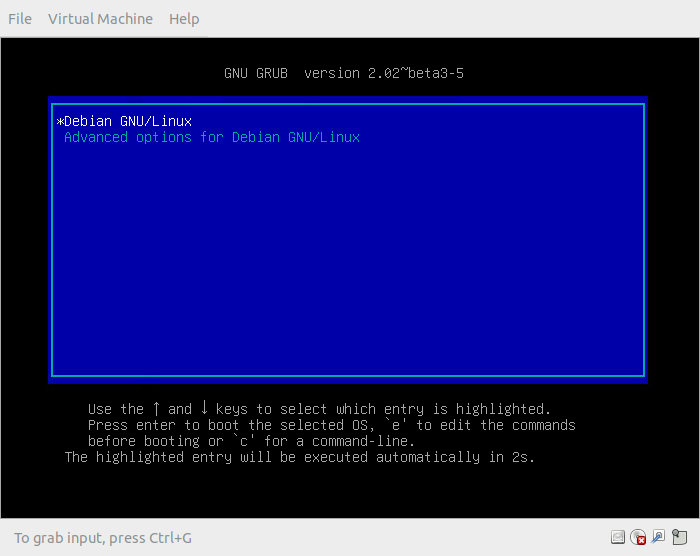 File Virtual Machine Help
GNU GRUB  version 2.02~beta3-5
*Debian GNU/Linux
Advanced options for Debian GNU/Linux
Use the ↑ and ↓ keys to select which entry is highlighted.
Press enter to boot the selected OS, `e' to edit the commands
before booting or `c' for a command-line.
The highlighted entry will be executed automatically in 2s.
To grab input, press Ctrl+G